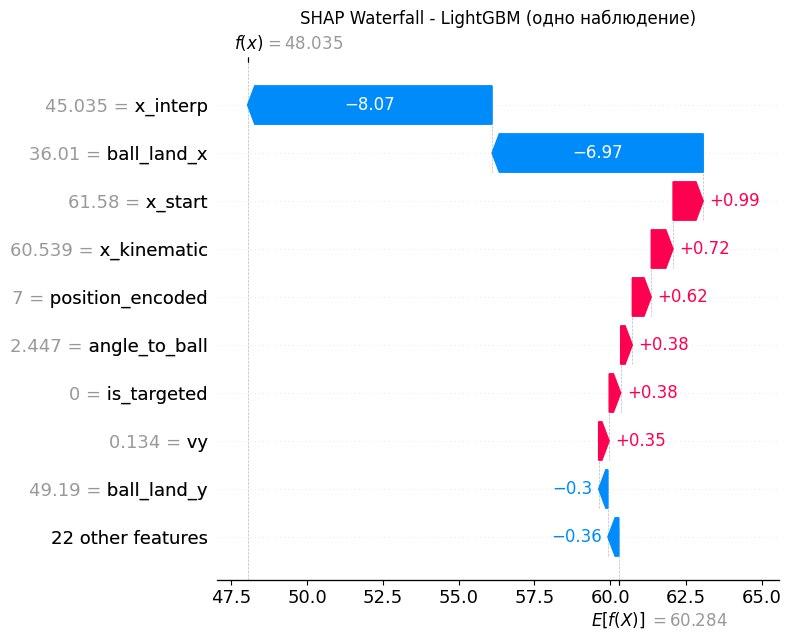 SHAP Waterfall - LightGBM (одно наблюдение)
f(x) = 48.035
45.035 = x_interp
−8.07
36.01 = ball_land_x
−6.97
61.58 = x_start
+0.99
60.539 = x_kinematic
+0.72
7 = position_encoded
+0.62
2.447 = angle_to_ball
+0.38
0 = is_targeted
+0.38
0.134 = vy
+0.35
49.19 = ball_land_y
−0.3
22 other features
−0.36
47.5 50.0 52.5 55.0 57.5 60.0 62.5 65.0
E[f(X)] = 60.284